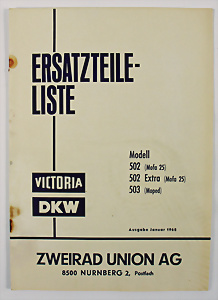 ERSATZTEILE-
LISTE
Modell
502 (Mofa 25)
502 Extra (Mofa 25)
503 (Moped)
VICTORIA
DKW
Ausgabe Januar 1968
ZWEIRAD UNION AG
8500 NURNBERG 2, Postfach